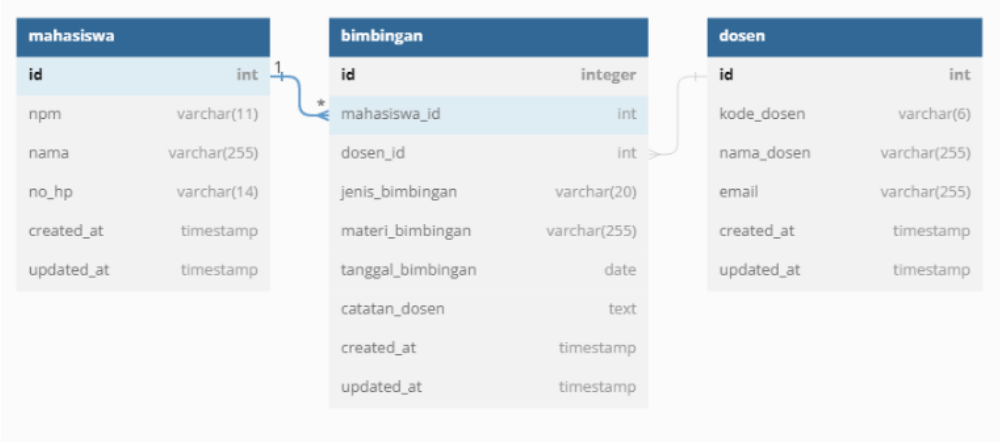 mahasiswa
id int
npm varchar(11)
nama varchar(255)
no_hp varchar(14)
created_at timestamp
updated_at timestamp
1
*
bimbingan
id integer
mahasiswa_id int
dosen_id int
jenis_bimbingan varchar(20)
materi_bimbingan varchar(255)
tanggal_bimbingan date
catatan_dosen text
created_at timestamp
updated_at timestamp
dosen
id int
kode_dosen varchar(6)
nama_dosen varchar(255)
email varchar(255)
created_at timestamp
updated_at timestamp